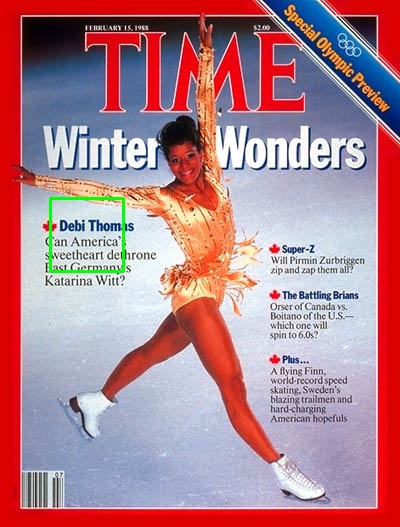 Special Olympic Preview
FEBRUARY 15, 1988
$2.00
TIME
Winter Wonders
Debi Thomas
Can America's
sweetheart dethrone
East Germany's
Katarina Witt?
Super-Z
Will Pirmin Zurbriggen
zip and zap them all?
The Battling Brians
Orser of Canada vs.
Boitano of the U.S.—
which one will
spin to 6.0s?
Plus...
A flying Finn,
world-record speed
skating, Sweden's
blazing trailmen and
hard-charging
American hopefuls
07